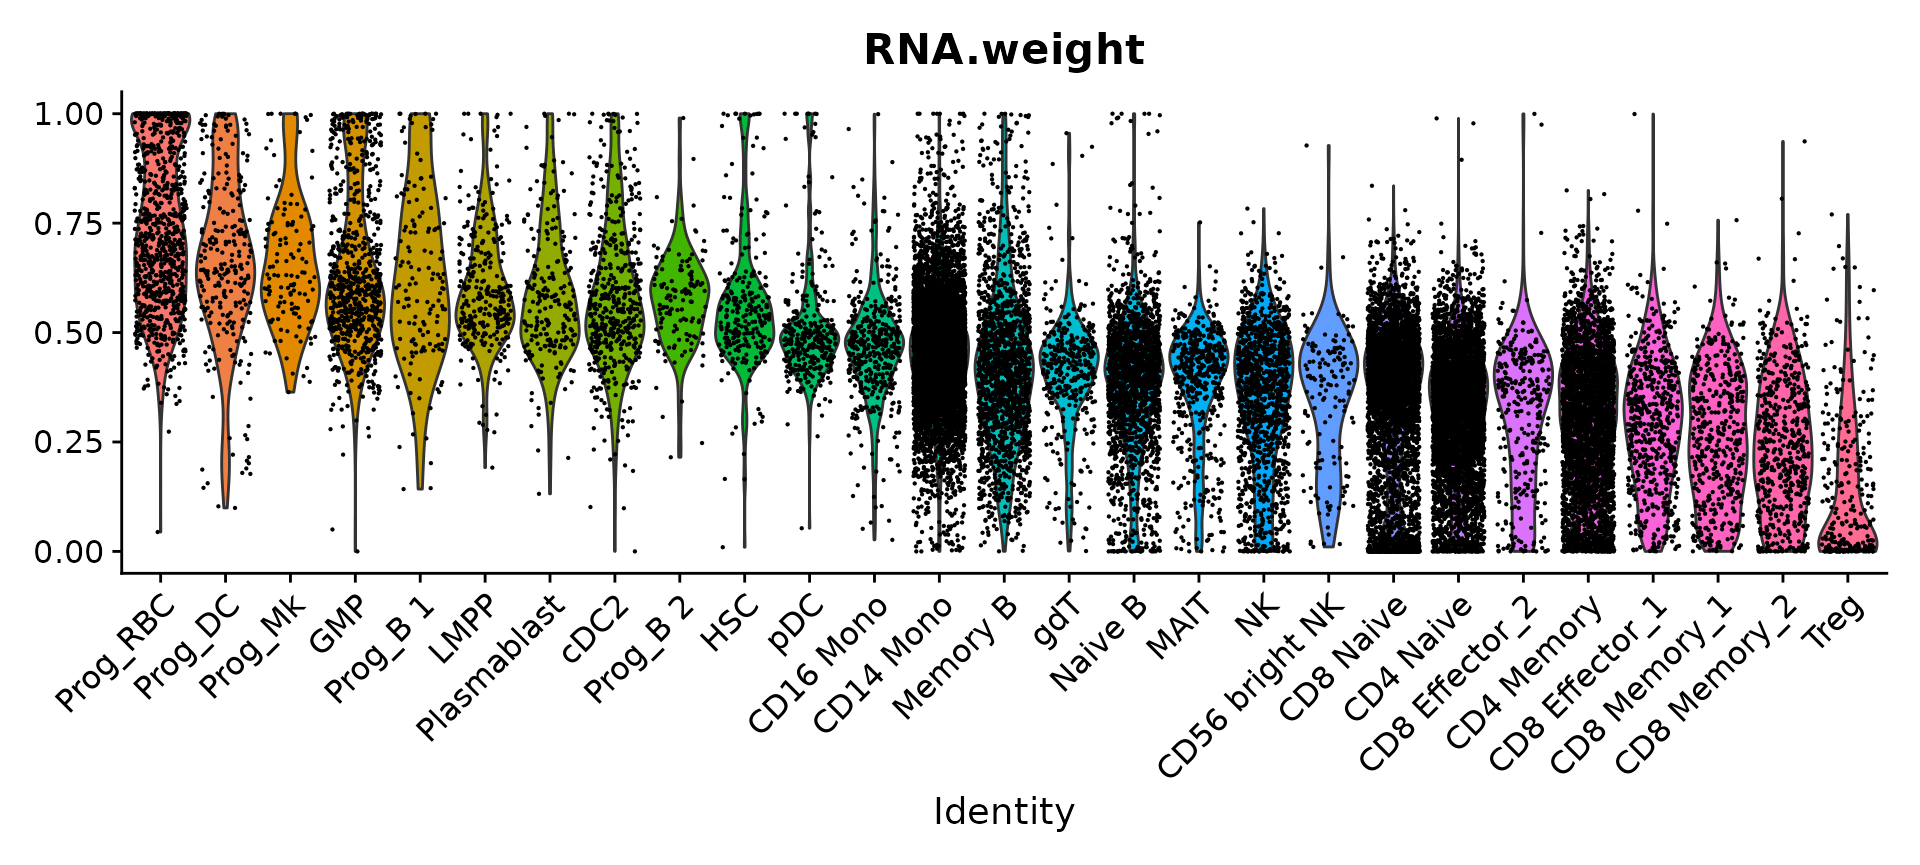 RNA.weight
1.00
0.75
0.50
0.25
0.00
Prog_RBC
Prog_DC
Prog_Mk
GMP
Prog_B 1
LMPP
Plasmablast
cDC2
Prog_B 2
HSC
pDC
CD16 Mono
CD14 Mono
Memory B
gdT
Naive B
MAIT
NK
CD56 bright NK
CD8 Naive
CD4 Naive
CD8 Effector_2
CD4 Memory
CD8 Effector_1
CD8 Memory_1
CD8 Memory_2
Treg
Identity